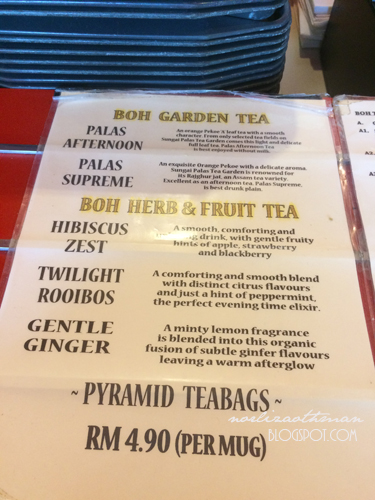 BOH GARDEN TEA
PALAS AFTERNOON
An orange Pekoe-X leaf tea with a smooth
character. From only selected tea fields on
Sungai Palas Tea Garden comes this light and delicate
full leaf tea. Palas Afternoon Tea
is best enjoyed without milk.
PALAS SUPREME
An exquisite Orange Pekoe with a delicate aroma.
Sungai Palas Tea Garden is renowned for
its Rajghur jat, an Assam tea variety.
Excellent as an afternoon tea, Palas Supreme,
is best drunk plain.
BOH HERB & FRUIT TEA
HIBISCUS ZEST
A smooth, comforting and
drink, with gentle fruity
hints of apple, strawberry
and blackberry
TWILIGHT ROOIBOS
A comforting and smooth blend
with distinct citrus flavours
and just a hint of peppermint.
the perfect evening time elixir.
GENTLE GINGER
A minty lemon fragrance
is blended into this organic
fusion of subtle ginfer flavours
leaving a warm afterglow
~ PYRAMID TEABAGS ~
RM 4.90 (PER MUG)
noelizaothman
BLOGSPOT.COM
BOH T
A.
A1.
A2.
A3